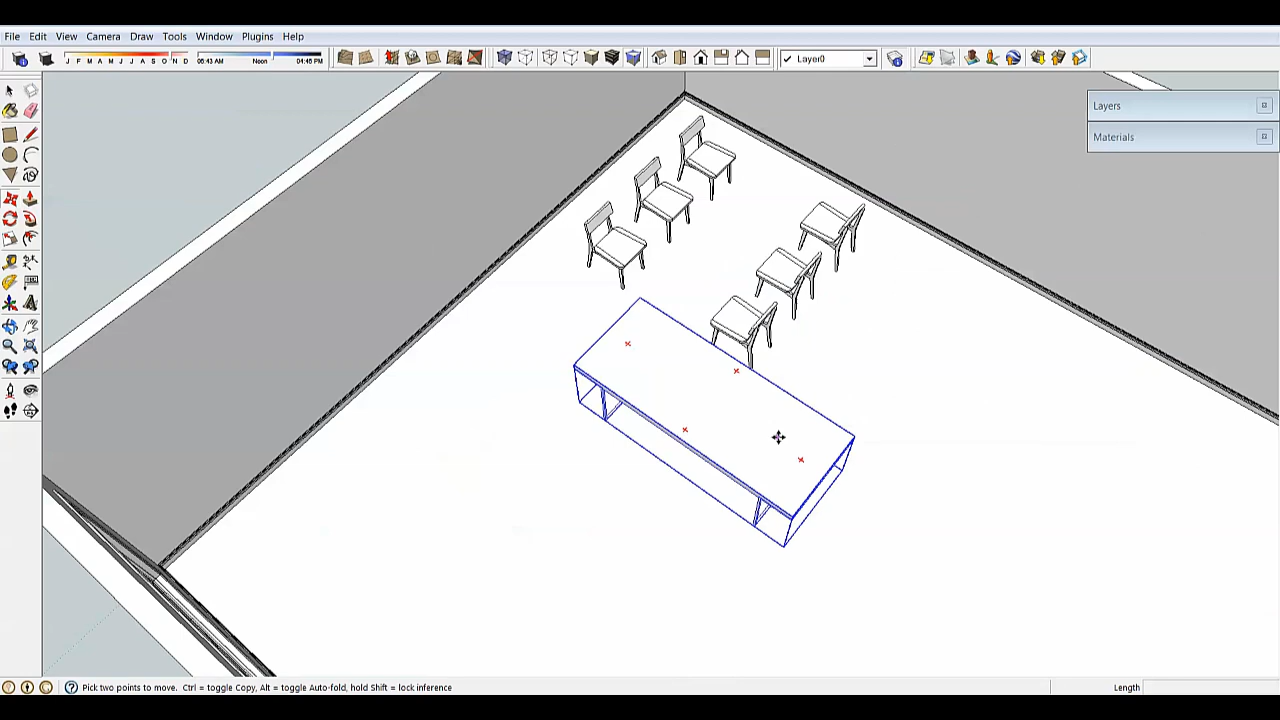 File Edit View Camera Draw Tools Window Plugins Help
J F M A M J J A S O N D 06:43 AM Noon 04:45 PM Layer0
Layers
Materials
Pick two points to move. Ctrl = toggle Copy, Alt = toggle Auto-fold, hold Shift = lock inference Length